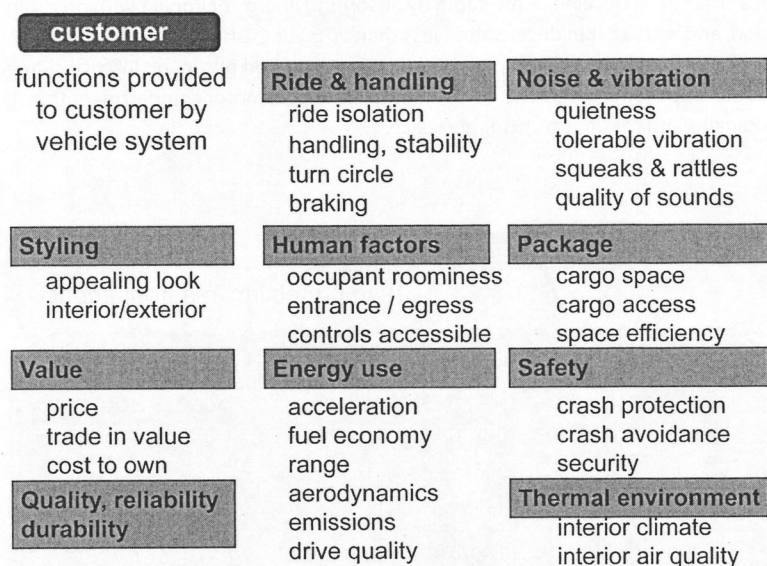 customer
functions provided
to customer by
vehicle system
Ride & handling
ride isolation
handling, stability
turn circle
braking
Noise & vibration
quietness
tolerable vibration
squeaks & rattles
quality of sounds
Styling
appealing look
interior/exterior
Human factors
occupant roominess
entrance / egress
controls accessible
Package
cargo space
cargo access
space efficiency
Value
price
trade in value
cost to own
Energy use
acceleration
fuel economy
range
aerodynamics
emissions
drive quality
Safety
crash protection
crash avoidance
security
Quality, reliability
durability
Thermal environment
interior climate
interior air quality